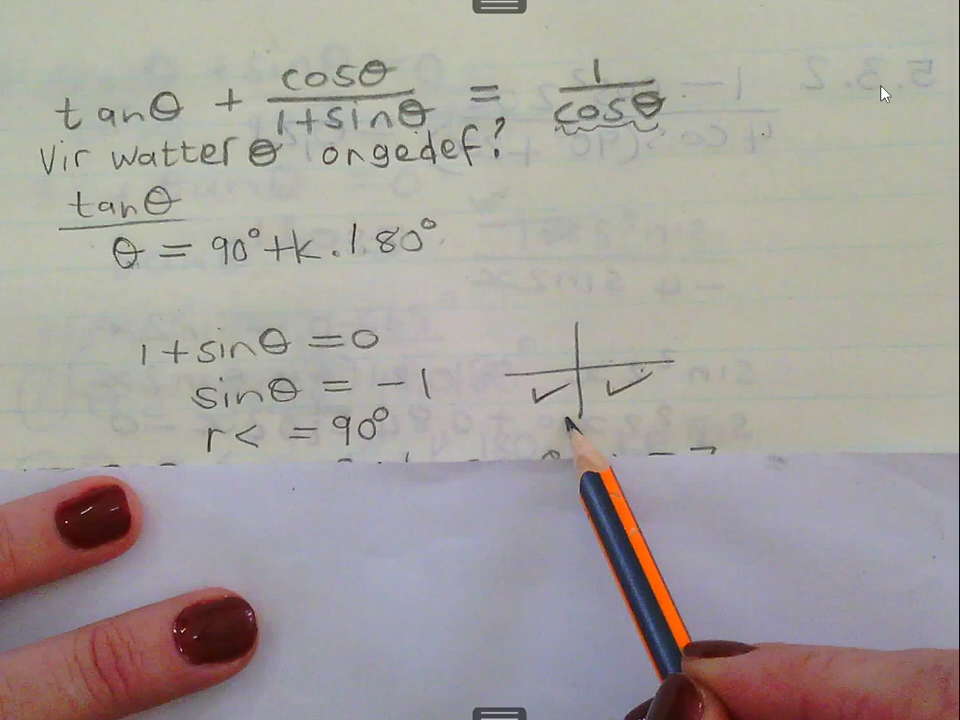 tanθ + cosθ/(1+sinθ) = 1/cosθ
Vir watter θ ongedef?
tanθ
θ = 90°+k.180°
1+sinθ = 0
sinθ = -1
r< = 90°